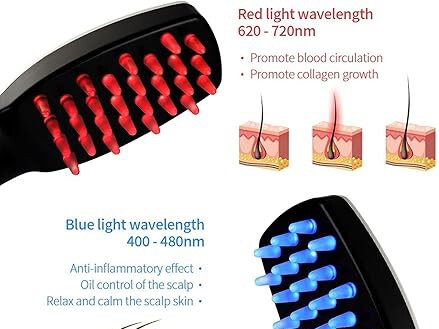 Red light wavelength
620 - 720nm
• Promote blood circulation
• Promote collagen growth
Blue light wavelength
400 - 480nm
Anti-inflammatory effect •
Oil control of the scalp •
Relax and calm the scalp skin •